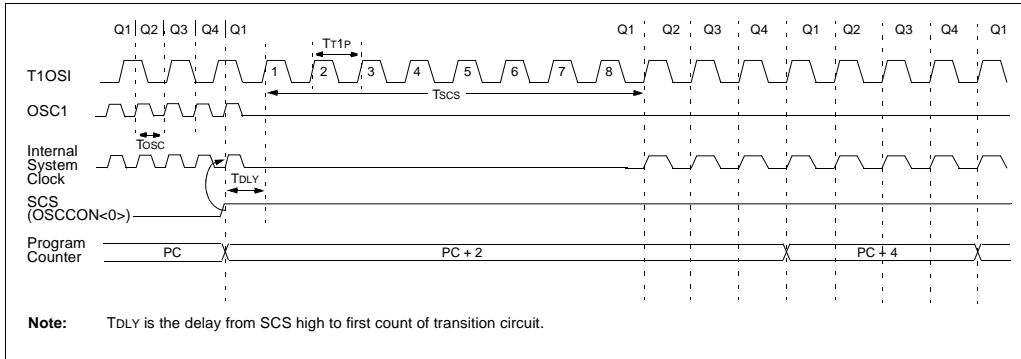 Q1 Q2 Q3 Q4 Q1 Q1 Q2 Q3 Q4 Q1 Q2 Q3 Q4 Q1
TT1P
T1OSI
1 2 3 4 5 6 7 8
TSCS
OSC1
TOSC
Internal
System
Clock
TDLY
SCS
(OSCCON<0>)
Program
Counter
PC PC + 2 PC + 4
Note: TDLY is the delay from SCS high to first count of transition circuit.